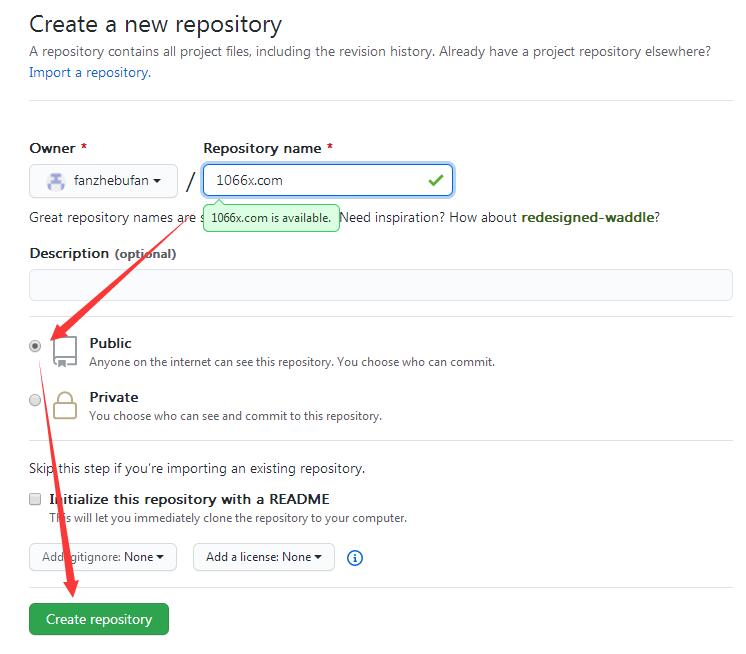 Create a new repository
A repository contains all project files, including the revision history. Already have a project repository elsewhere?
Import a repository.
Owner * Repository name *
fanzhebufan / 1066x.com
Great repository names are s 1066x.com is available. Need inspiration? How about redesigned-waddle?
Description (optional)
Public
Anyone on the internet can see this repository. You choose who can commit.
Private
You choose who can see and commit to this repository.
Skip this step if you're importing an existing repository.
Initialize this repository with a README
This will let you immediately clone the repository to your computer.
Add .gitignore: None Add a license: None
Create repository